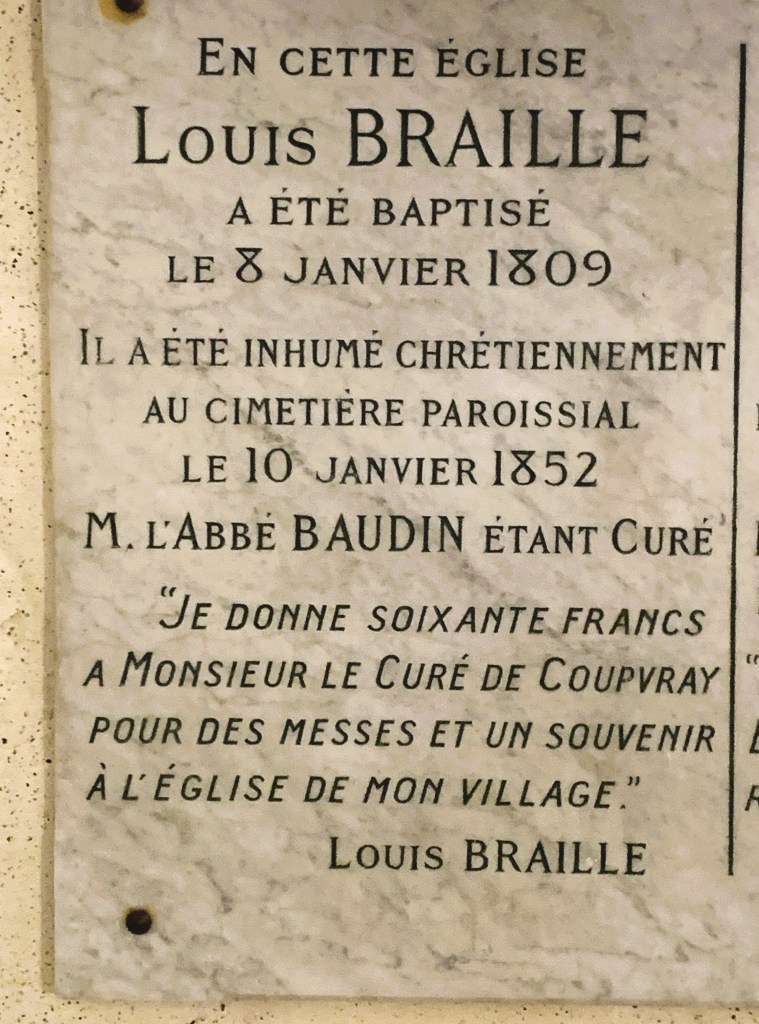 En cette église
Louis BRAILLE
a été baptisé
le 8 janvier 1809
Il a été inhumé chrétiennement
au cimetière paroissial
le 10 janvier 1852
M. l'Abbé BAUDIN étant Curé
"Je donne soixante francs
a Monsieur le Curé de Coupvray
pour des messes et un souvenir
à l'église de mon village."
Louis BRAILLE